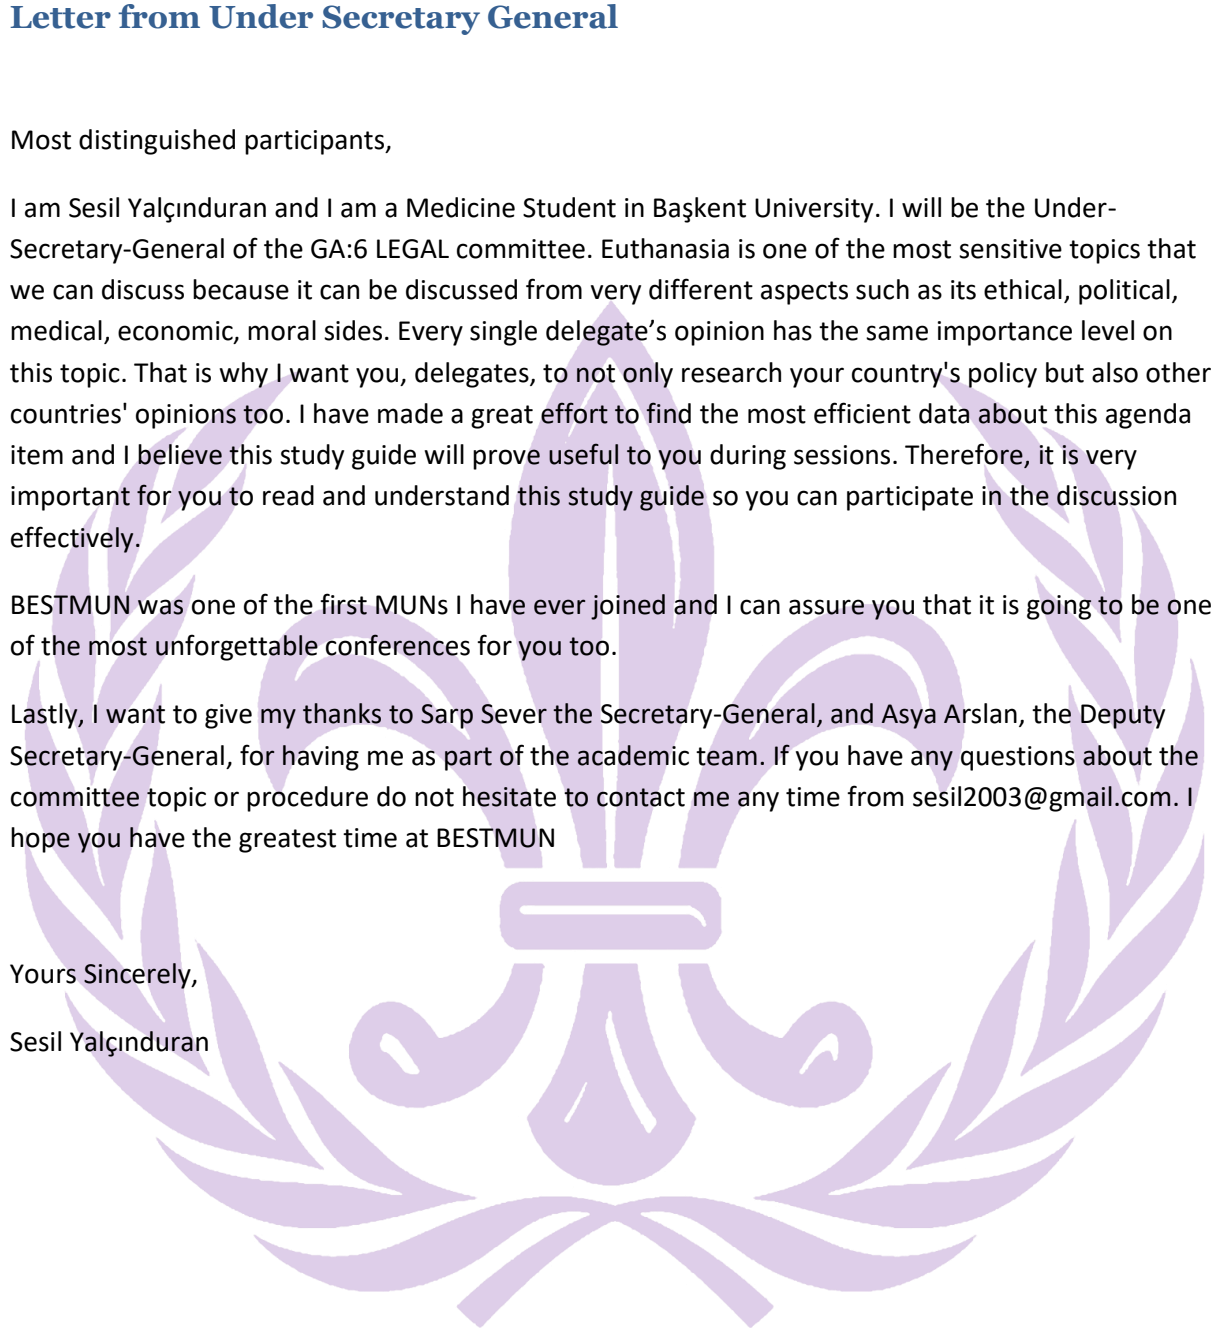 Letter from Under Secretary General
Most distinguished participants,
I am Sesil Yalçınduran and I am a Medicine Student in Başkent University. I will be the Under-
Secretary-General of the GA:6 LEGAL committee. Euthanasia is one of the most sensitive topics that
we can discuss because it can be discussed from very different aspects such as its ethical, political,
medical, economic, moral sides. Every single delegate’s opinion has the same importance level on
this topic. That is why I want you, delegates, to not only research your country's policy but also other
countries' opinions too. I have made a great effort to find the most efficient data about this agenda
item and I believe this study guide will prove useful to you during sessions. Therefore, it is very
important for you to read and understand this study guide so you can participate in the discussion
effectively.
BESTMUN was one of the first MUNs I have ever joined and I can assure you that it is going to be one
of the most unforgettable conferences for you too.
Lastly, I want to give my thanks to Sarp Sever the Secretary-General, and Asya Arslan, the Deputy
Secretary-General, for having me as part of the academic team. If you have any questions about the
committee topic or procedure do not hesitate to contact me any time from sesil2003@gmail.com. I
hope you have the greatest time at BESTMUN
Yours Sincerely,
Sesil Yalçınduran